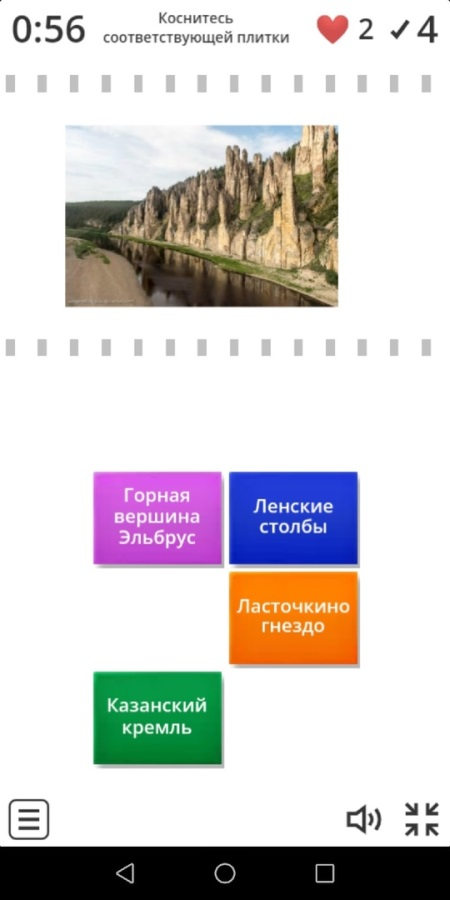 0:56
Коснитесь
соответствующей плитки
2
4
Горная
вершина
Эльбрус
Ленские
столбы
Ласточкино
гнездо
Казанский
кремль